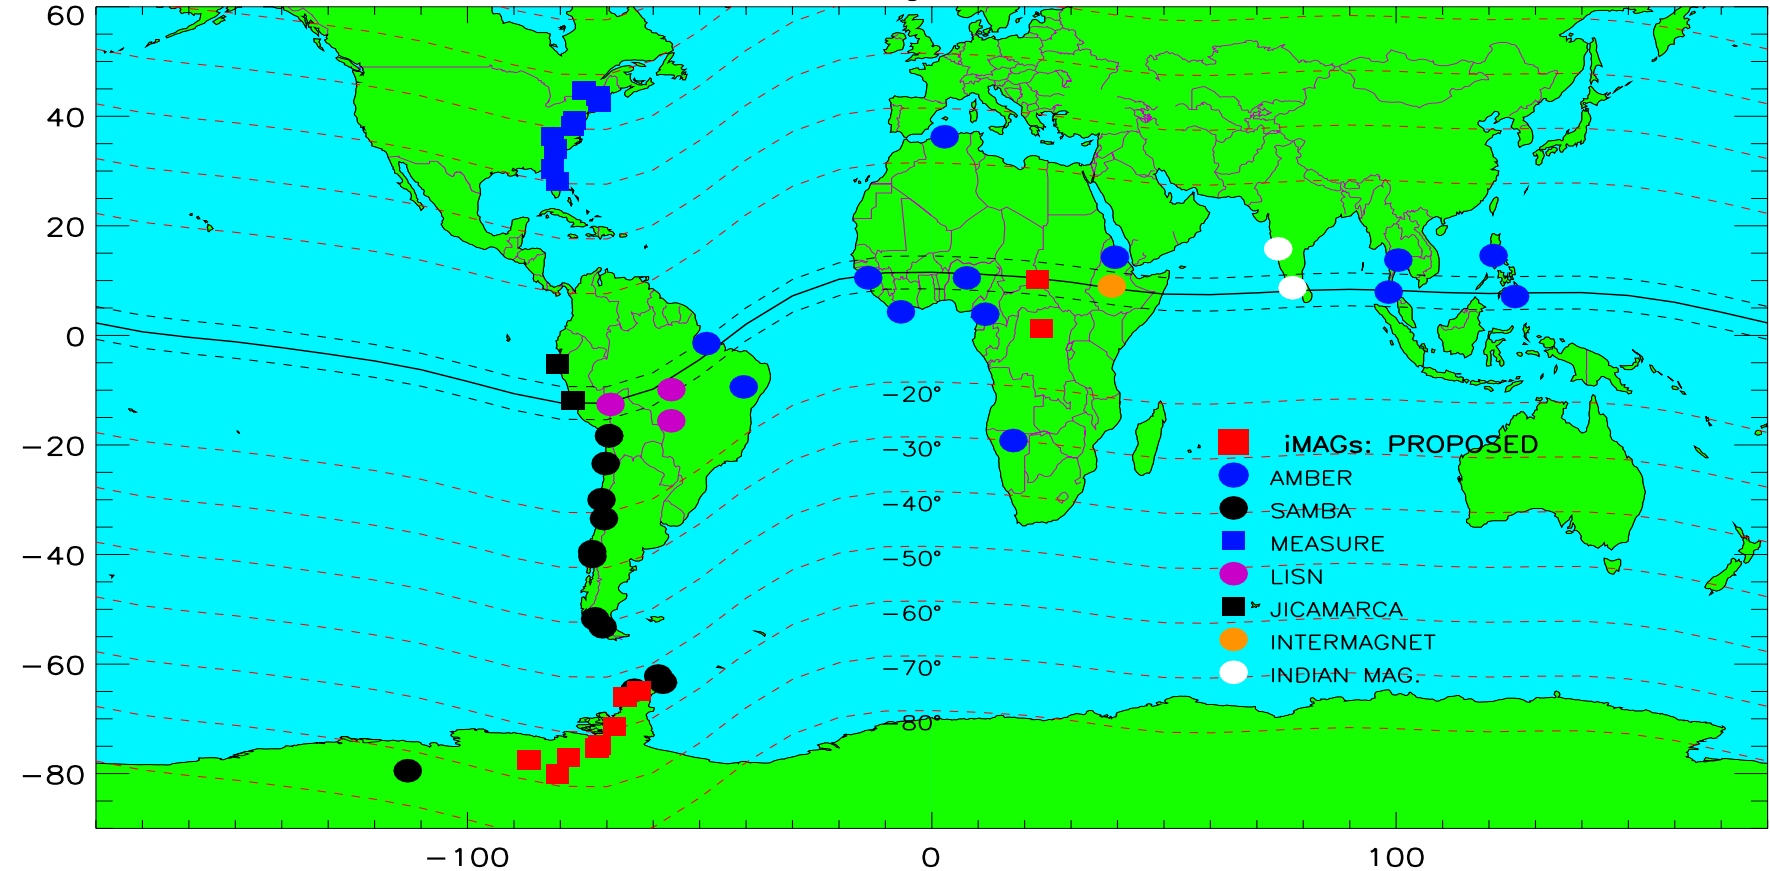 60
40
20
0
−20
−40
−60
−80
−20°
−30°
−40°
−50°
−60°
−70°
−80°
iMAGs: PROPOSED
AMBER
SAMBA
MEASURE
LISN
JICAMARCA
INTERMAGNET
INDIAN MAG.
−100 0 100